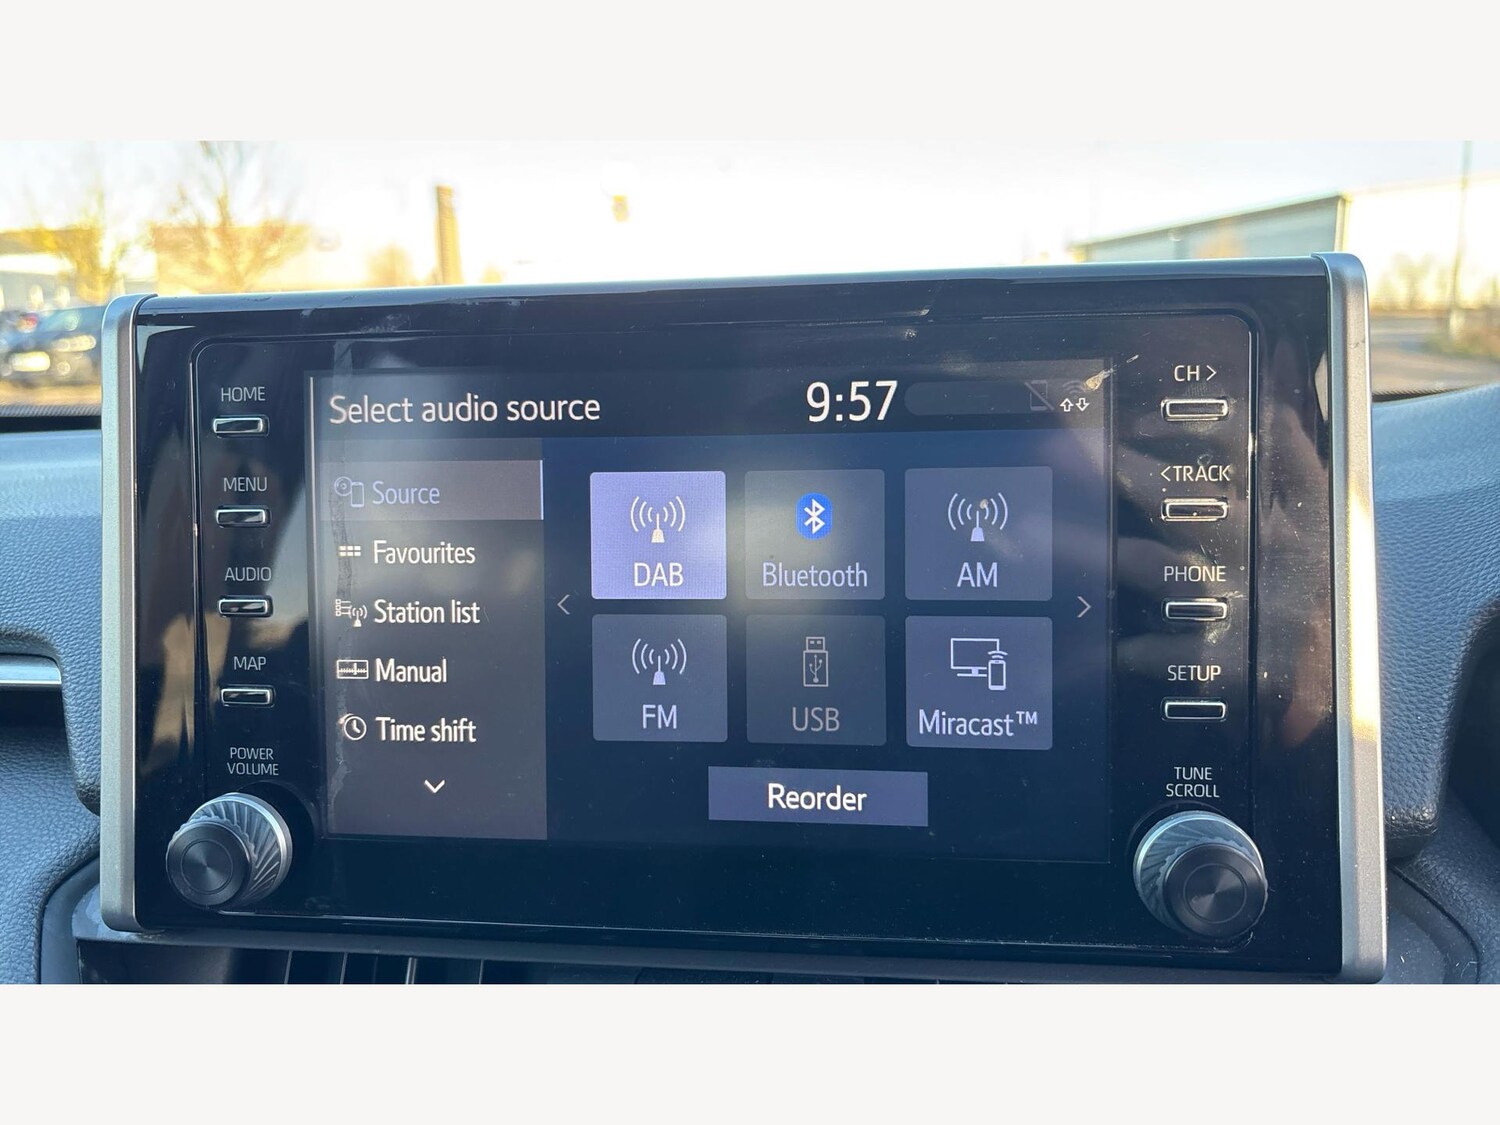 HOME
MENU
AUDIO
MAP
POWER
VOLUME
Select audio source
9:57
Source
Favourites
Station list
Manual
Time shift
DAB
Bluetooth
AM
FM
USB
Miracast™
Reorder
CH >
<TRACK
PHONE
SETUP
TUNE
SCROLL